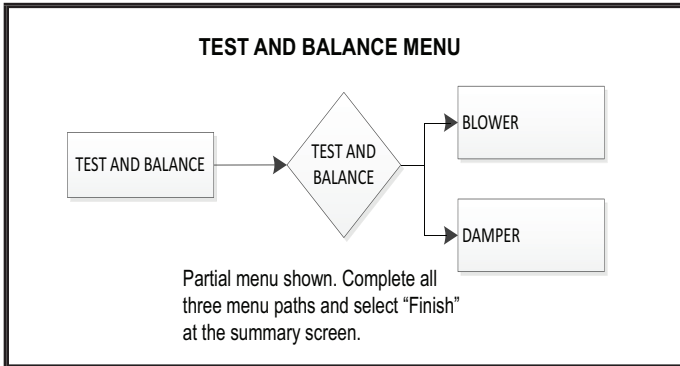 TEST AND BALANCE MENU
TEST AND BALANCE
TEST AND
BALANCE
BLOWER
DAMPER
Partial menu shown. Complete all
three menu paths and select “Finish”
at the summary screen.